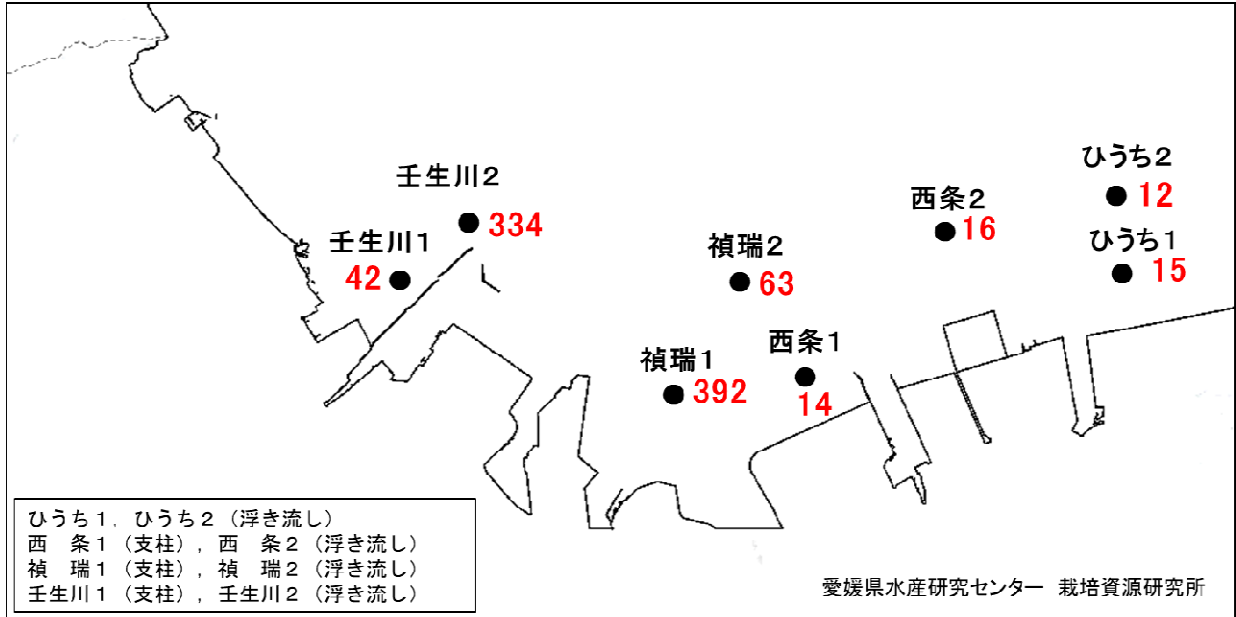 ひうち2
12
壬生川2
334
西条2
16
壬生川1
42
禎瑞2
63
ひうち1
15
西条1
14
禎瑞1
392
ひうち1,ひうち2(浮き流し)
西 条1(支柱),西 条2(浮き流し)
禎 瑞1(支柱),禎 瑞2(浮き流し)
壬生川1(支柱),壬生川2(浮き流し)
愛媛県水産研究センター 栽培資源研究所